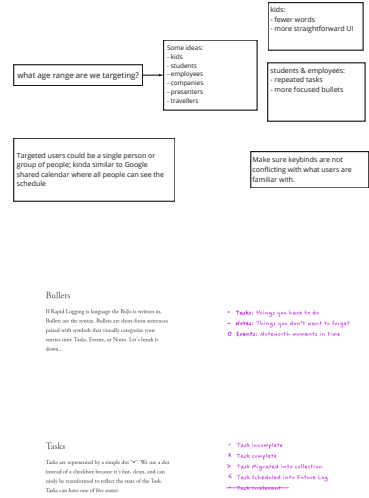 what age range are we targeting?
Some ideas:
- kids
- students
- employees
- companies
- presenters
- travellers
kids:
- fewer words
- more straightforward UI
students & employees:
- repeated tasks
- more focused bullets
Targeted users could be a single person or
group of people; kinda similar to Google
shared calendar where all people can see the
schedule
Make sure keybinds are not
conflicting with what users are
familiar with.
Bullets
If Rapid Logging is language the BuJo is written in,
Bullets are the syntax. Bullets are short-form sentences
paired with symbols that visually categorize your
entries into: Tasks, Events, or Notes. Let's break it
down...
• Tasks: Things you have to do
– Notes: Things you don't want to forget
O Events: Noteworth moments in time
Tasks
Tasks are represented by a simple dot "•". We use a dot
instead of a checkbox because it's fast, clean, and can
easily be transformed to reflect the state of the Task.
Tasks can have one of five states:
• Task incomplete
X Task complete
> Task Migrated into collection
< Task Scheduled into Future Log
• Task Irrelevant